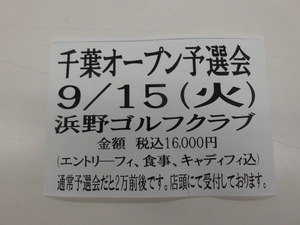 千葉オープン予選会
9/15(火)
浜野ゴルフクラブ
金額 税込16,000円
(エントリーフィ、食事、キャディフィ込)
通常予選会だと2万前後です。店頭にて受付しております。